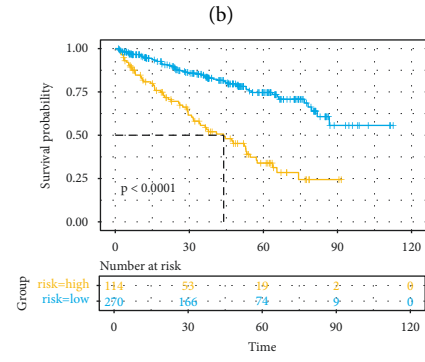 (b)
1.00
0.75
0.50
0.25
0.00
Survival probability
p < 0.0001
0 30 60 90 120
Time
Number at risk
Group
risk=high 114 53 19 2 0
risk=low 270 166 74 9 0
0 30 60 90 120
Time